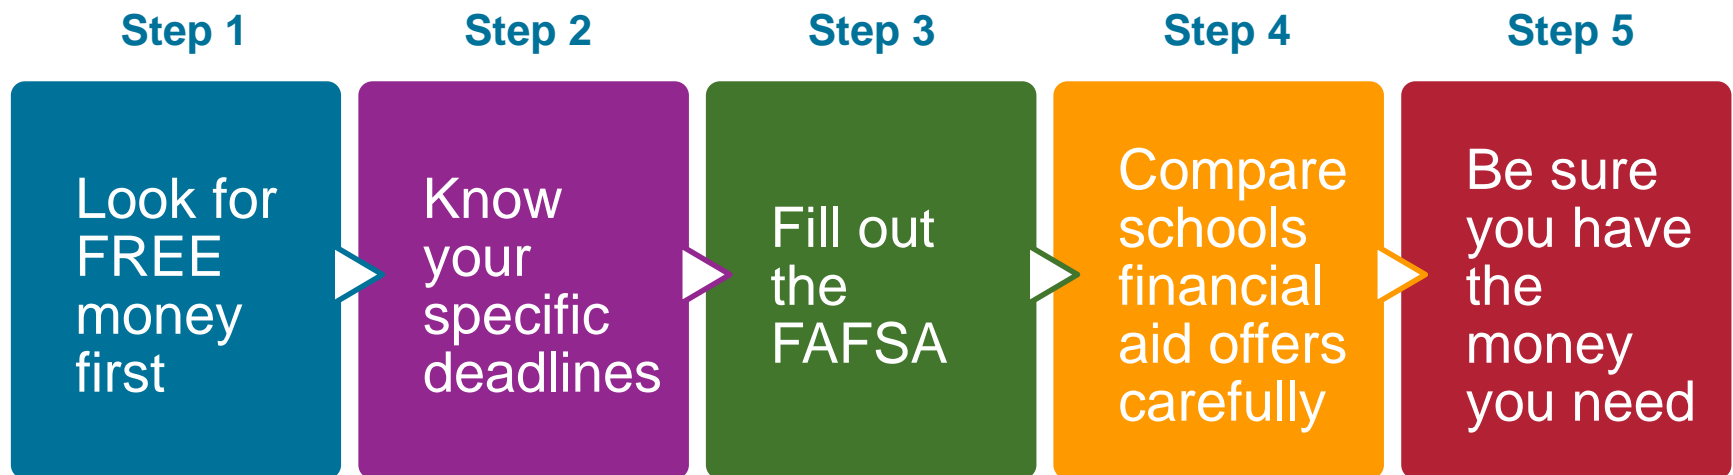 Step 1
Step 2
Step 3
Step 4
Step 5
Look for
FREE
money
first
Know
your
specific
deadlines
Fill out
the
FAFSA
Compare
schools
financial
aid offers
carefully
Be sure
you have
the
money
you need